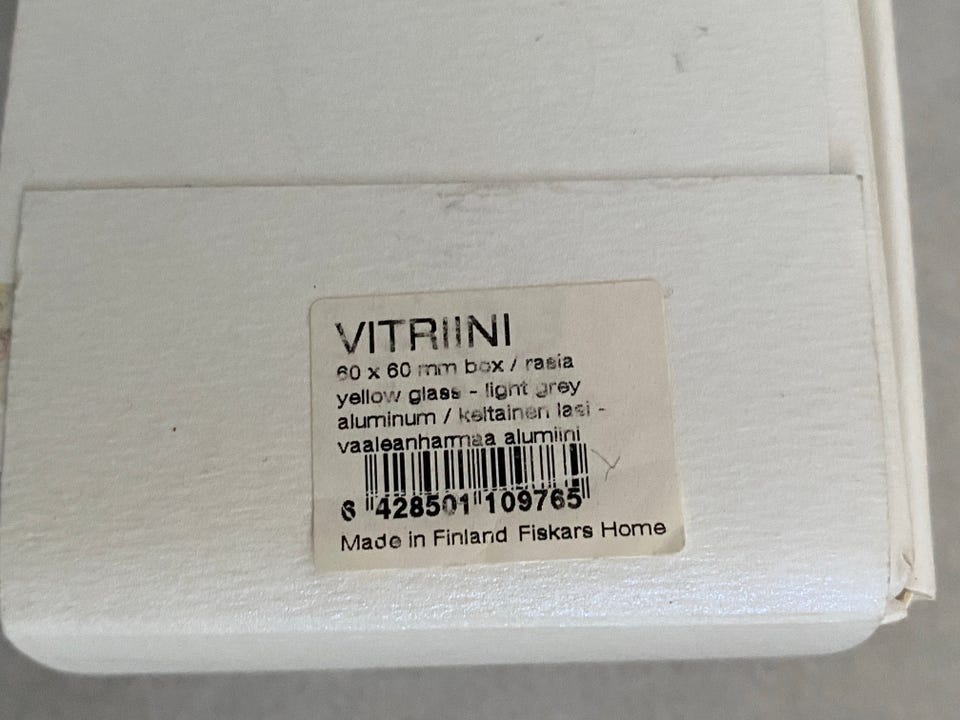 VITRIINI
60 x 60 mm box / rasia
yellow glass - light grey
aluminum / keltainen lasi -
vaaleanharmaa alumiini
6 428501 109765
Made in Finland Fiskars Home